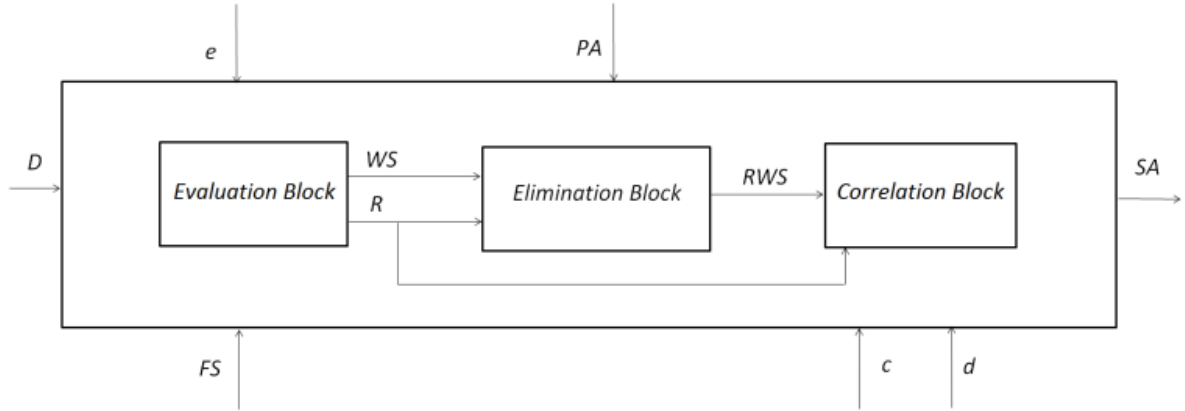 e
PA
D
WS
R
Evaluation Block
Elimination Block
RWS
Correlation Block
SA
FS
c
d